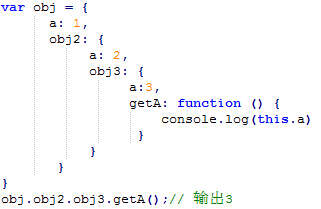 var obj = {
a: 1,
obj2: {
a: 2,
obj3: {
a:3,
getA: function () {
console.log(this.a)
}
}
}
}
obj.obj2.obj3.getA();// 输出3